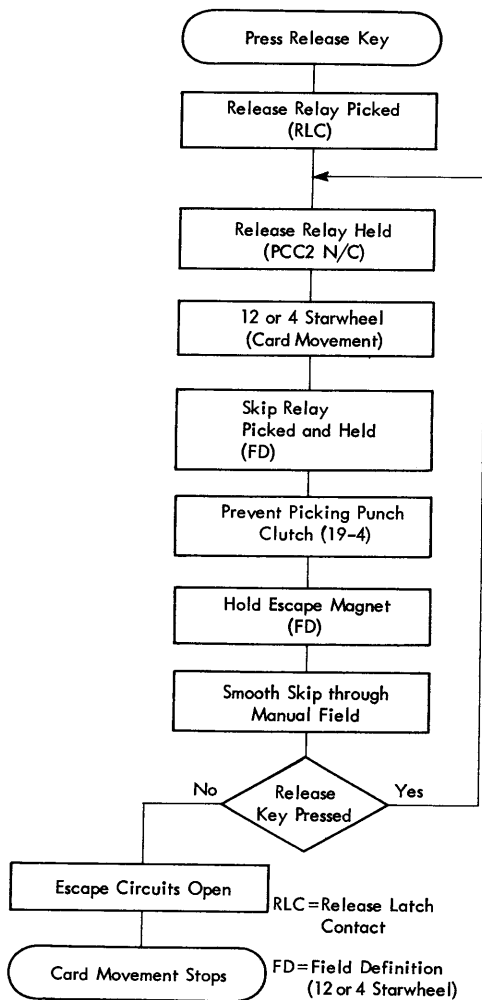 Press Release Key
Release Relay Picked
(RLC)
Release Relay Held
(PCC2 N/C)
12 or 4 Starwheel
(Card Movement)
Skip Relay
Picked and Held
(FD)
Prevent Picking Punch
Clutch (19-4)
Hold Escape Magnet
(FD)
Smooth Skip through
Manual Field
No
Yes
Release
Key Pressed
Escape Circuits Open
RLC=Release Latch
Contact
Card Movement Stops
FD=Field Definition
(12 or 4 Starwheel)